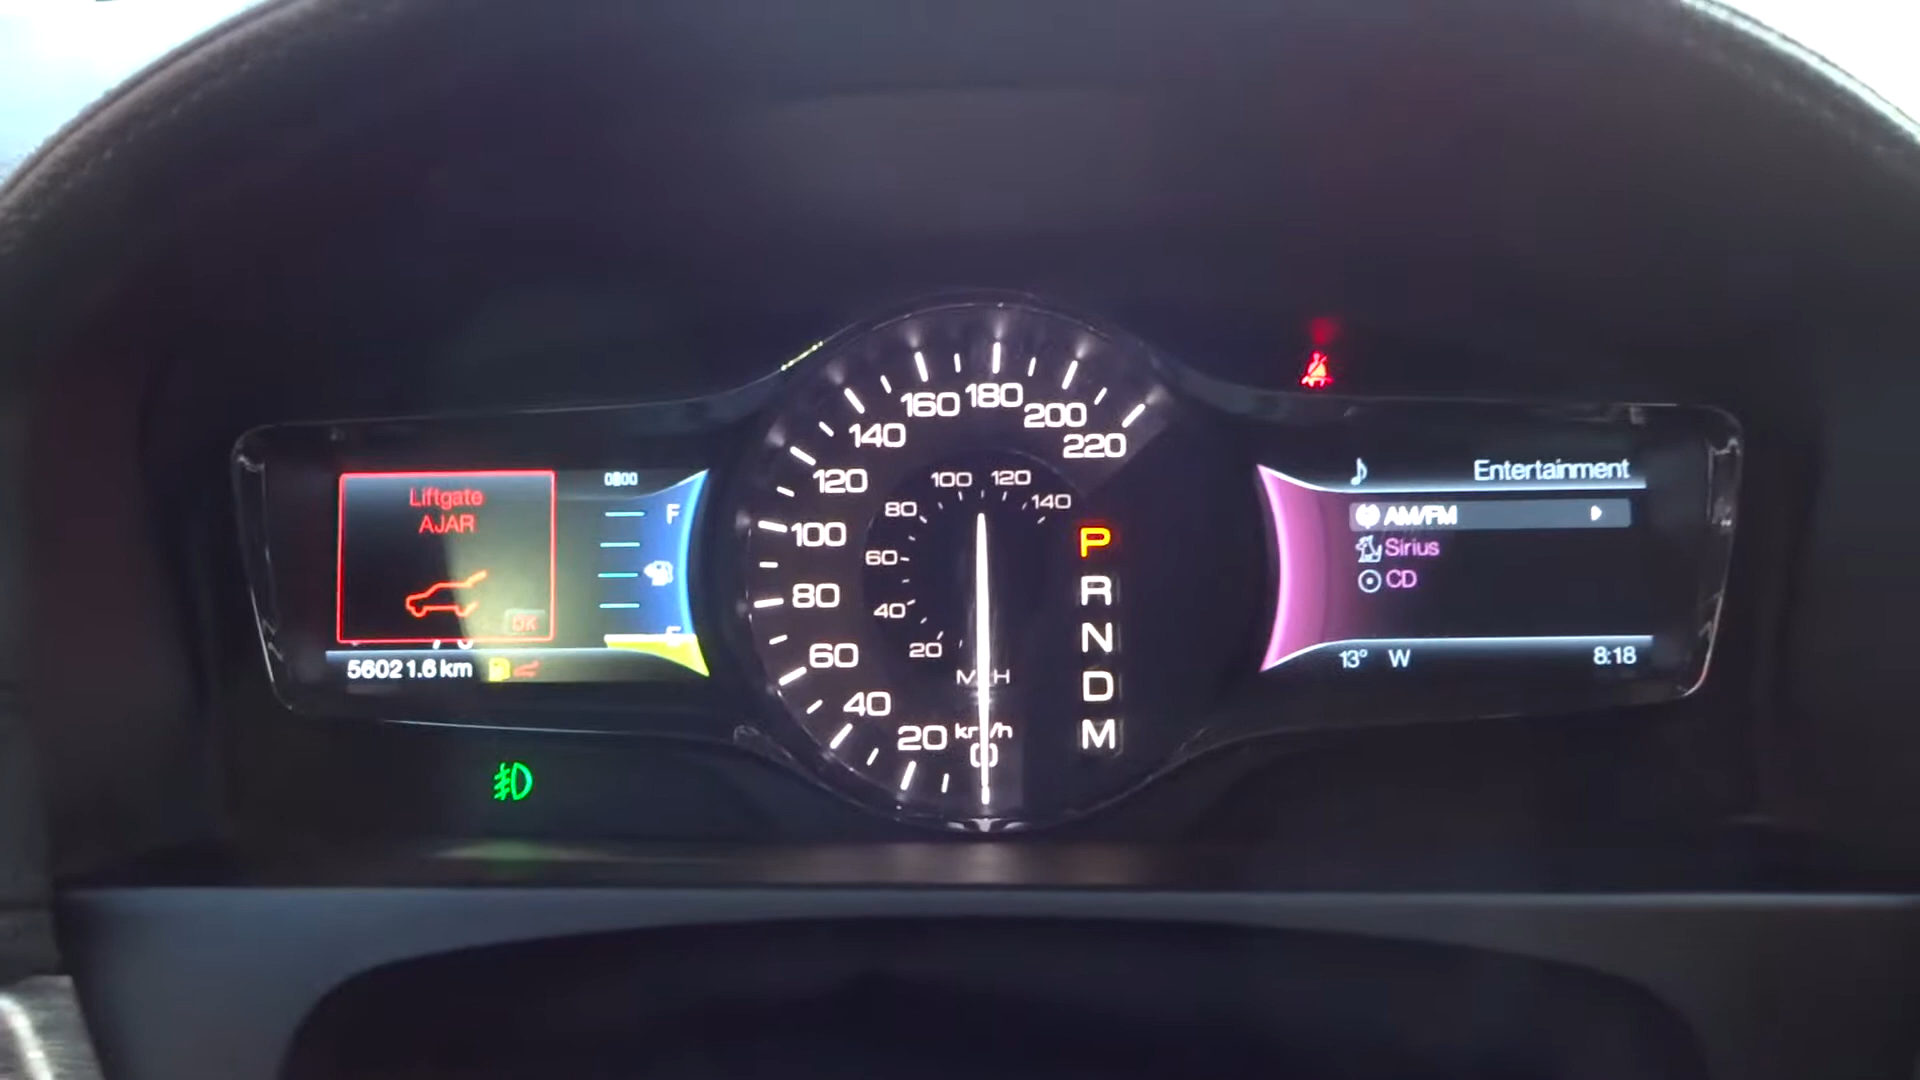 Liftgate
AJAR
OK
F
E
56021.6 km
160 180
140 200
120 220
100
80
60
40
20
100 120
80 140
60
40
20
MPH
km/h
0
P
R
N
D
M
Entertainment
AM/FM
Sirius
CD
13° W
8:18